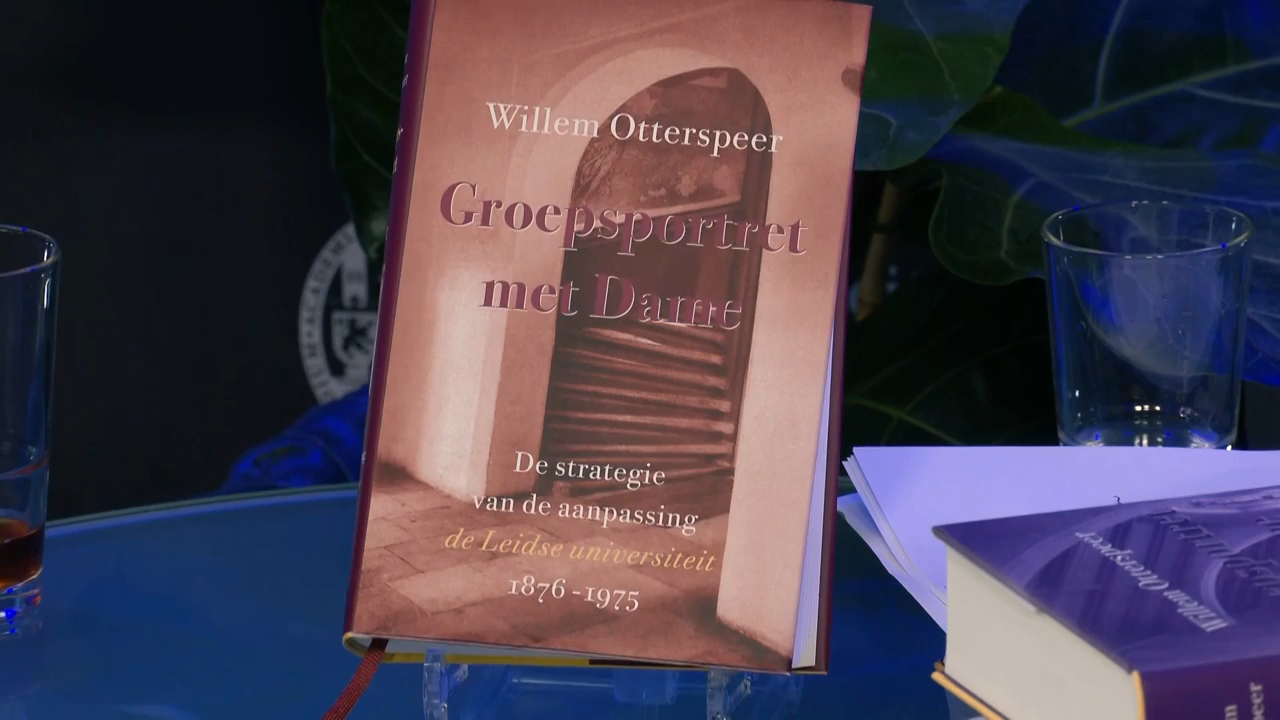 Willem Otterspeer
Groepsportret
met Dame
De strategie
van de aanpassing
de Leidse universiteit
1876-1975
Willem Otterspeer